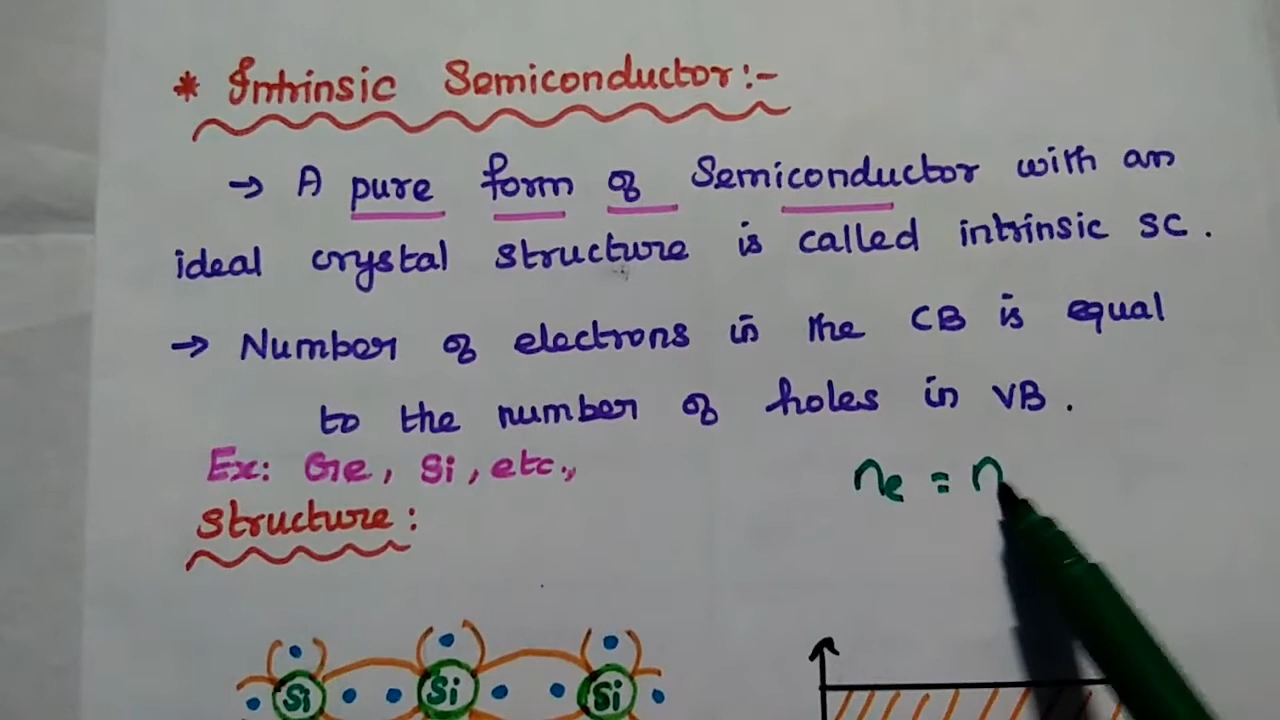 * Intrinsic Semiconductor:-
→ A pure form of Semiconductor with an
ideal crystal structure is called intrinsic SC.
→ Number of electrons in the CB is equal
to the number of holes in VB.
Ex: Ge, Si, etc.,
ne = n
Structure:
Si Si Si